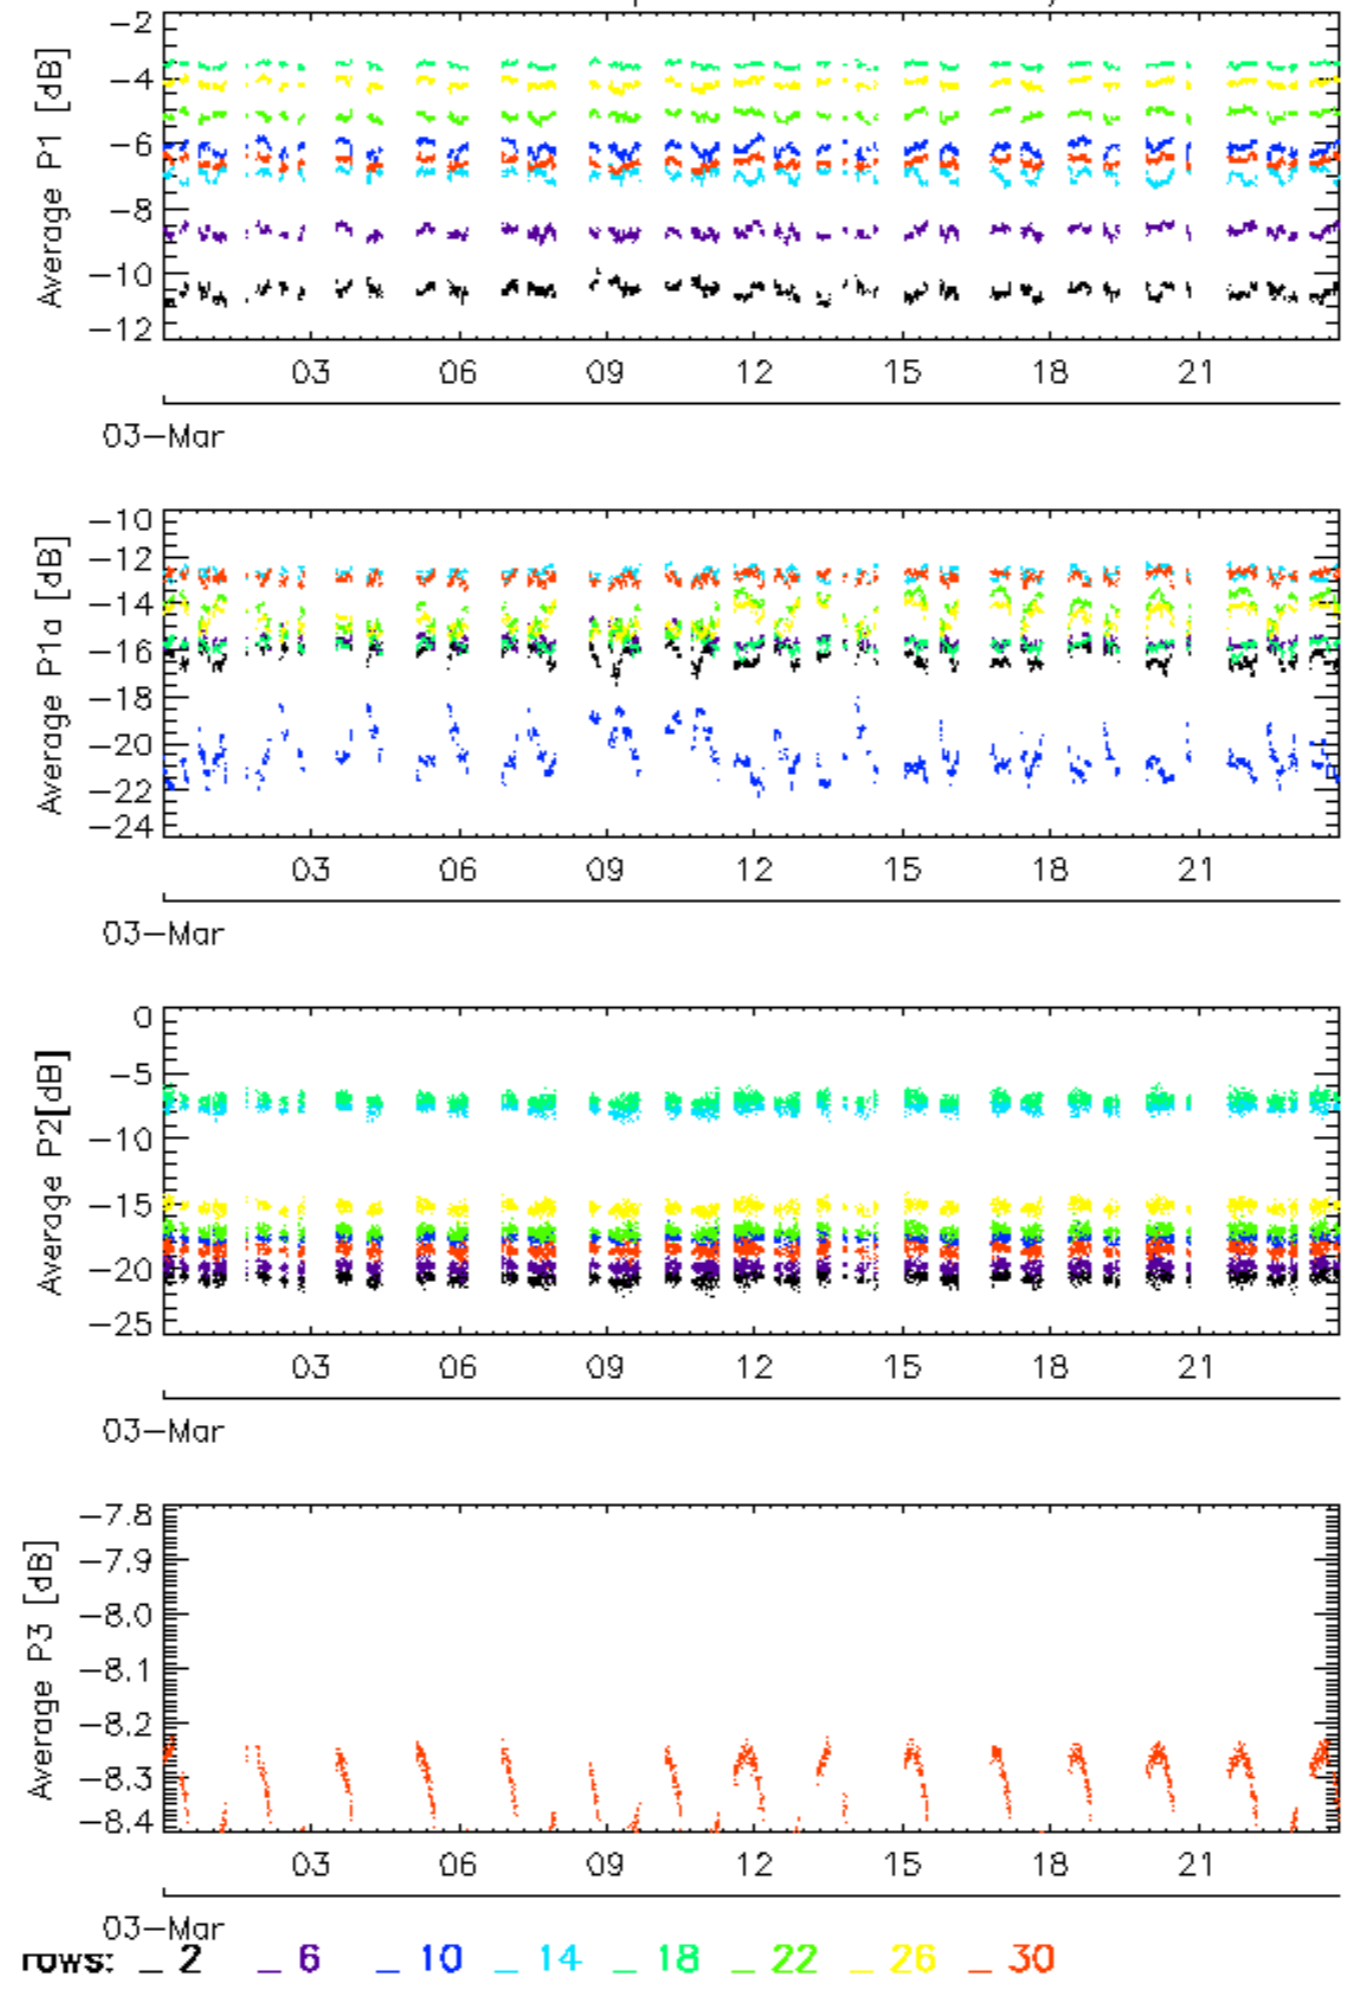 Average P1 [dB]
-2
-4
-6
-8
-10
-12
03 06 09 12 15 18 21
03-Mar
Average P1a [dB]
-10
-12
-14
-16
-18
-20
-22
-24
03 06 09 12 15 18 21
03-Mar
Average P2[dB]
0
-5
-10
-15
-20
-25
03 06 09 12 15 18 21
03-Mar
Average P3 [dB]
-7.8
-7.9
-8.0
-8.1
-8.2
-8.3
-8.4
03 06 09 12 15 18 21
03-Mar
rows: _ 2 _ 6 _ 10 _ 14 _ 18 _ 22 _ 26 _ 30